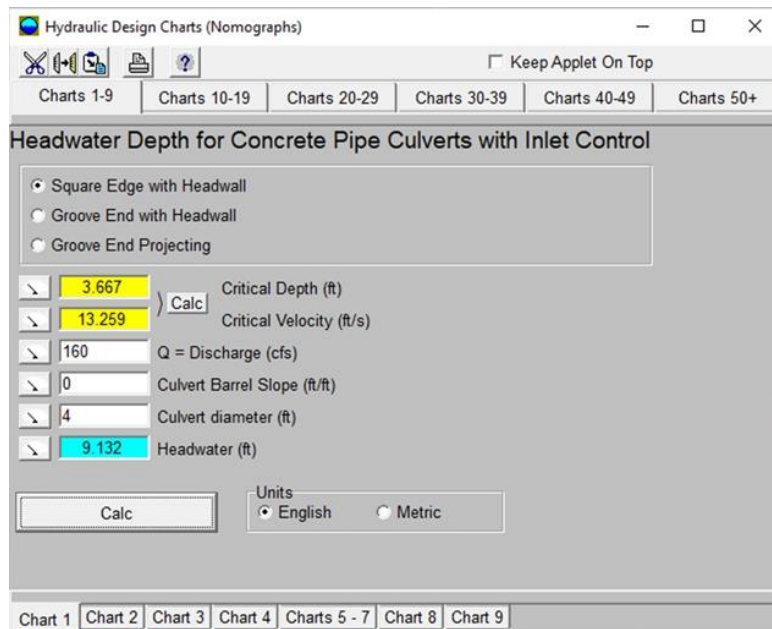 Hydraulic Design Charts (Nomographs)
Keep Applet On Top
Charts 1-9 Charts 10-19 Charts 20-29 Charts 30-39 Charts 40-49 Charts 50+
Headwater Depth for Concrete Pipe Culverts with Inlet Control
Square Edge with Headwall
Groove End with Headwall
Groove End Projecting
3.667 Critical Depth (ft)
Calc
13.259 Critical Velocity (ft/s)
160 Q = Discharge (cfs)
0 Culvert Barrel Slope (ft/ft)
4 Culvert diameter (ft)
9.132 Headwater (ft)
Units
Calc English Metric
Chart 1 Chart 2 Chart 3 Chart 4 Charts 5 - 7 Chart 8 Chart 9